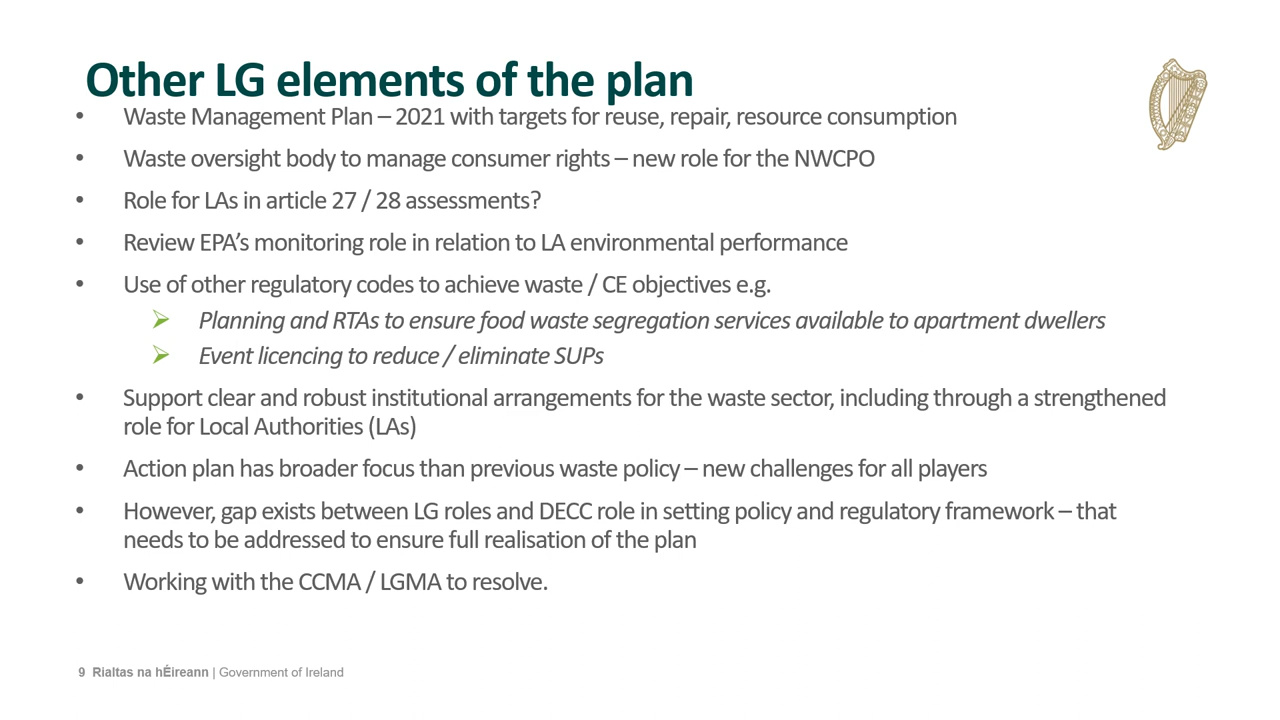 Other LG elements of the plan
• Waste Management Plan – 2021 with targets for reuse, repair, resource consumption
• Waste oversight body to manage consumer rights – new role for the NWCPO
• Role for LAs in article 27 / 28 assessments?
• Review EPA’s monitoring role in relation to LA environmental performance
• Use of other regulatory codes to achieve waste / CE objectives e.g.
➢ Planning and RTAs to ensure food waste segregation services available to apartment dwellers
➢ Event licencing to reduce / eliminate SUPs
• Support clear and robust institutional arrangements for the waste sector, including through a strengthened
role for Local Authorities (LAs)
• Action plan has broader focus than previous waste policy – new challenges for all players
• However, gap exists between LG roles and DECC role in setting policy and regulatory framework – that
needs to be addressed to ensure full realisation of the plan
• Working with the CCMA / LGMA to resolve.
9 Rialtas na hÉireann | Government of Ireland